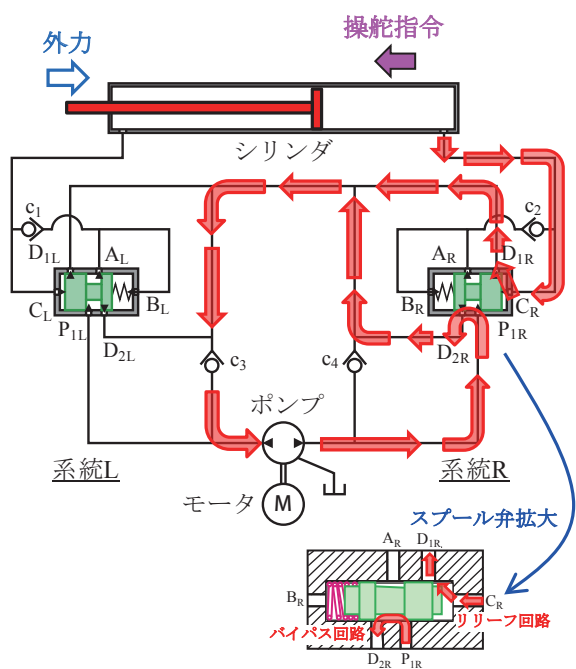 外力
操舵指令
シリンダ
c1
c2
D1L
AL
AR
D1R
CL
BL
BR
CR
P1L
P1R
D2L
D2R
c3
c4
ポンプ
系統L
系統R
モータ
M
スプール弁拡大
AR
D1R,
BR
CR
バイパス回路
リリーフ回路
D2R
P1R